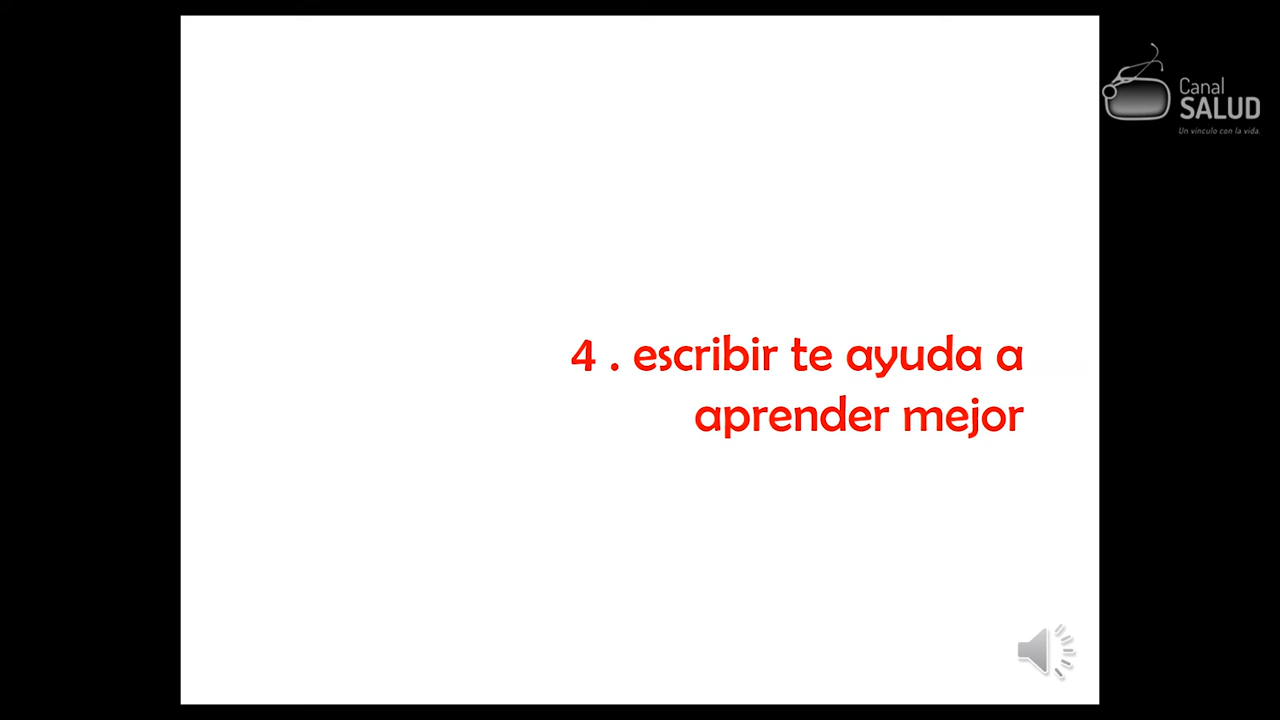 Canal
SALUD
Un vínculo con la vida.
4 . escribir te ayuda a
aprender mejor